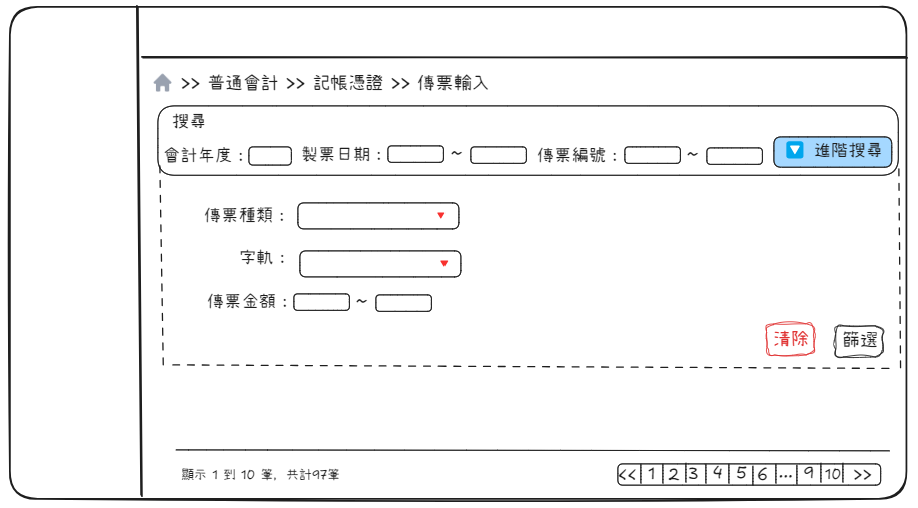 >> 普通會計 >> 記帳憑證 >> 傳票輸入
搜尋
會計年度： 製票日期： ~ 傳票編號： ~ 進階搜尋
傳票種類：
字軌：
傳票金額： ~
清除 篩選
顯示 1 到 10 筆, 共計97筆
<< 1 2 3 4 5 6 ... 9 10 >>